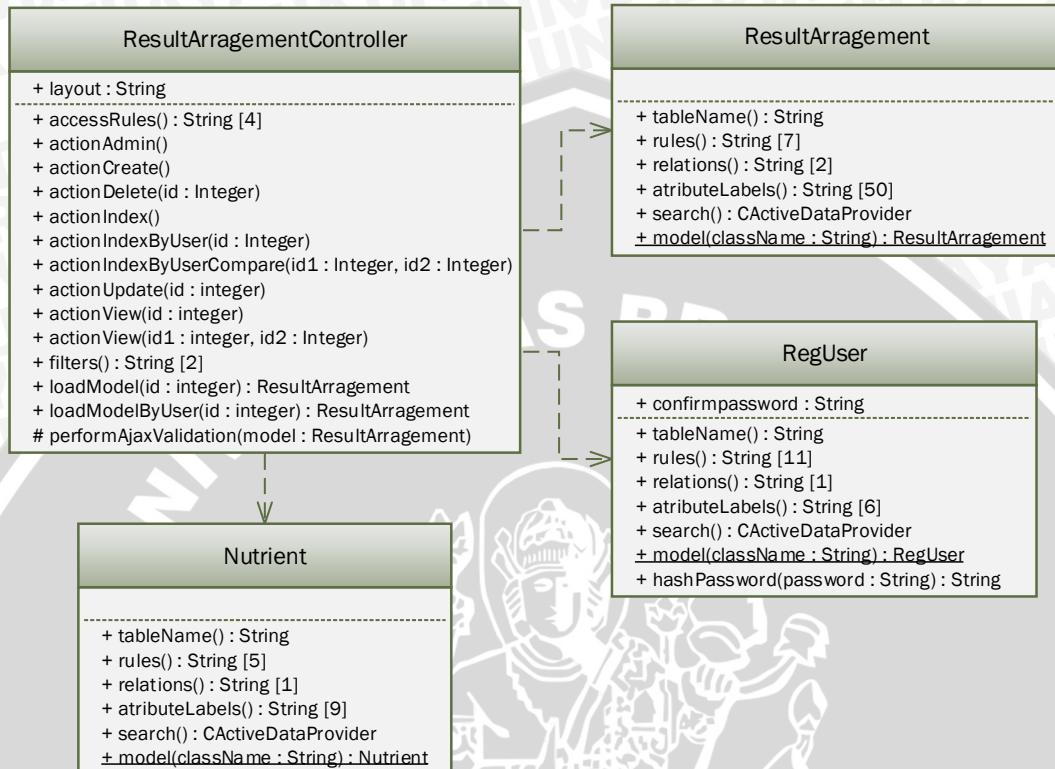 ResultArragementController
+ layout : String
+ accessRules() : String [4]
+ actionAdmin()
+ actionCreate()
+ actionDelete(id : Integer)
+ actionIndex()
+ actionIndexByUser(id : Integer)
+ actionIndexByUserCompare(id1 : Integer, id2 : Integer)
+ actionUpdate(id : integer)
+ actionView(id : integer)
+ actionView(id1 : integer, id2 : Integer)
+ filters() : String [2]
+ loadModel(id : integer) : ResultArragement
+ loadModelByUser(id : integer) : ResultArragement
# performAjaxValidation(model : ResultArragement)
ResultArragement
+ tableName() : String
+ rules() : String [7]
+ relations() : String [2]
+ atributeLabels() : String [50]
+ search() : CActiveDataProvider
+ model(className : String) : ResultArragement
RegUser
+ confirmpassword : String
+ tableName() : String
+ rules() : String [11]
+ relations() : String [1]
+ atributeLabels() : String [6]
+ search() : CActiveDataProvider
+ model(className : String) : RegUser
+ hashPassword(password : String) : String
Nutrient
+ tableName() : String
+ rules() : String [5]
+ relations() : String [1]
+ atributeLabels() : String [9]
+ search() : CActiveDataProvider
+ model(className : String) : Nutrient